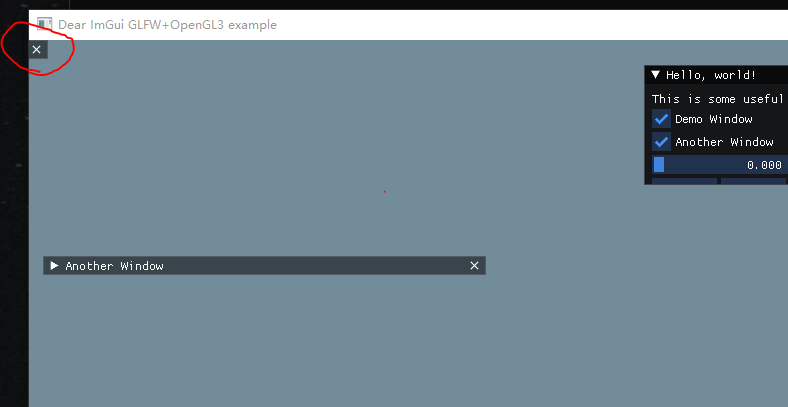 Dear ImGui GLFW+OpenGL3 example
Hello, world!
This is some useful
Demo Window
Another Window
0.000
Another Window